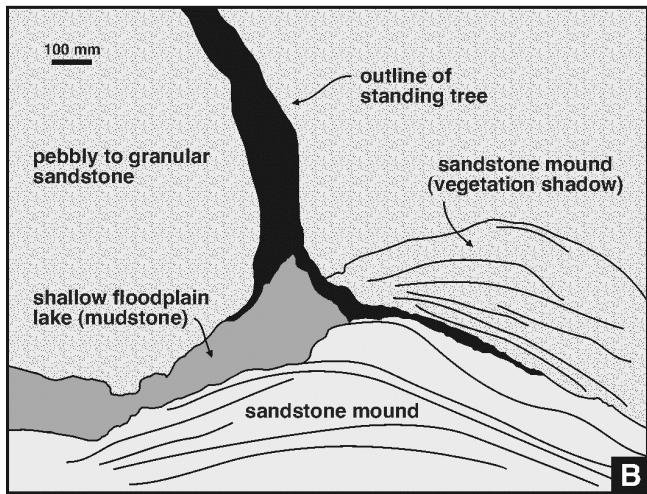 100 mm
outline of
standing tree
pebbly to granular
sandstone
sandstone mound
(vegetation shadow)
shallow floodplain
lake (mudstone)
sandstone mound
B